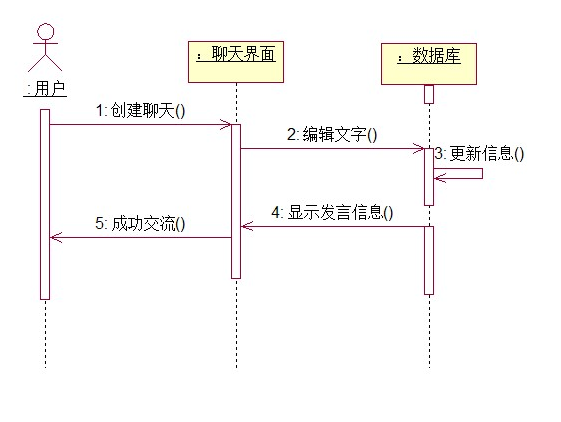 ：聊天界面
：数据库
: 用户
1: 创建聊天()
2: 编辑文字()
3: 更新信息()
4: 显示发言信息()
5: 成功交流()